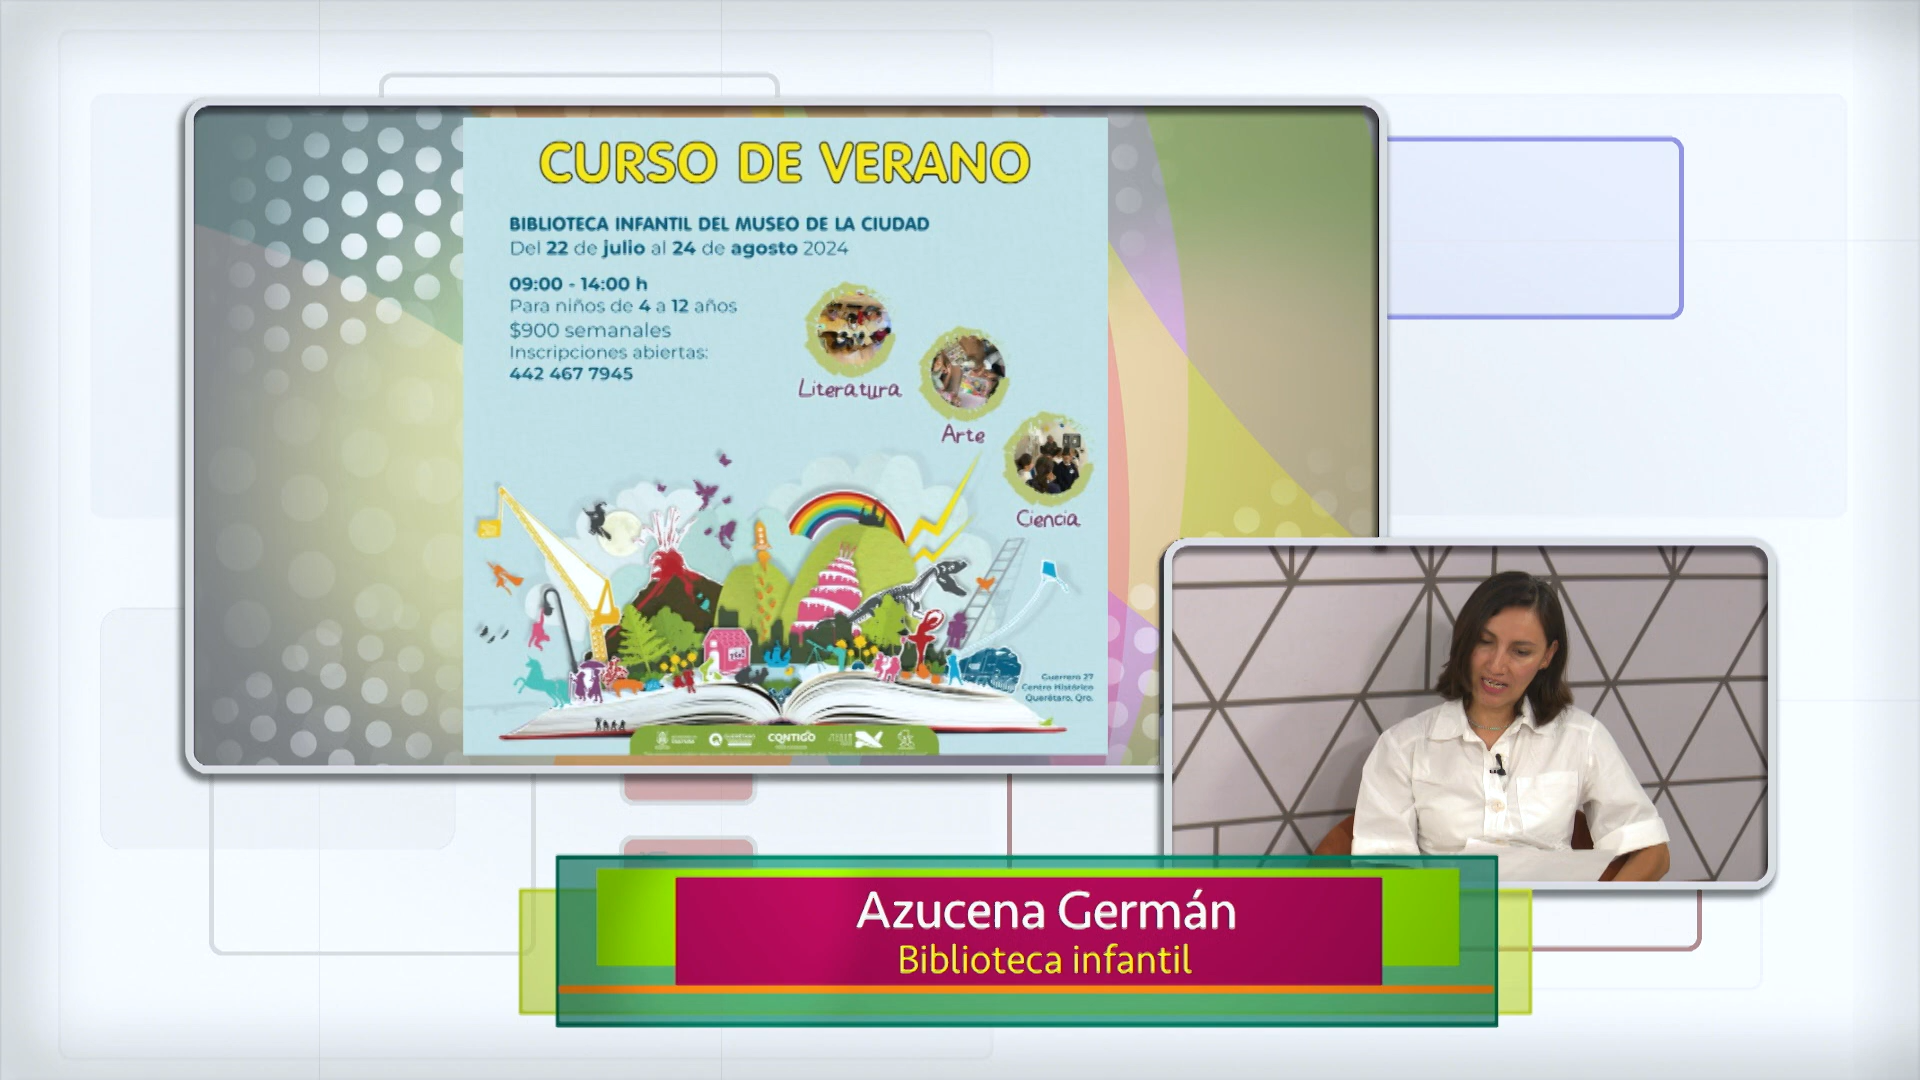 CURSO DE VERANO
BIBLIOTECA INFANTIL DEL MUSEO DE LA CIUDAD
Del 22 de julio al 24 de agosto 2024
09:00 - 14:00 h
Para niños de 4 a 12 años
$900 semanales
Inscripciones abiertas:
442 467 7945
Literatura
Arte
Ciencia
Guerrero 27
Centro Histórico
Querétaro, Qro.
CONTIGO
Azucena Germán
Biblioteca infantil